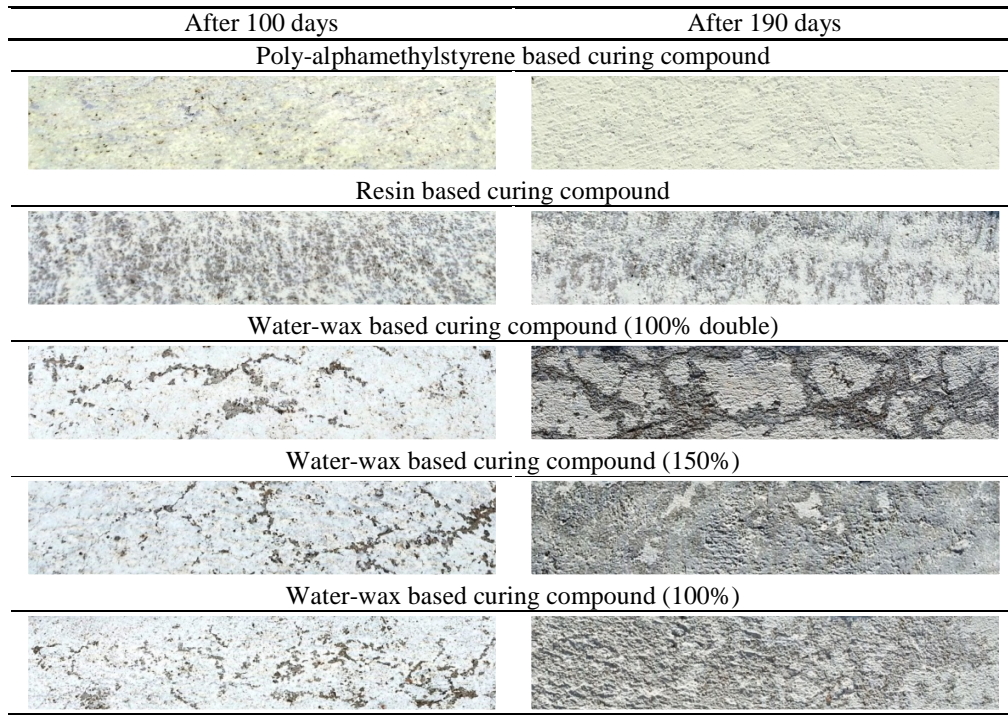 After 100 days After 190 days
Poly-alphamethylstyrene based curing compound
Resin based curing compound
Water-wax based curing compound (100% double)
Water-wax based curing compound (150%)
Water-wax based curing compound (100%)